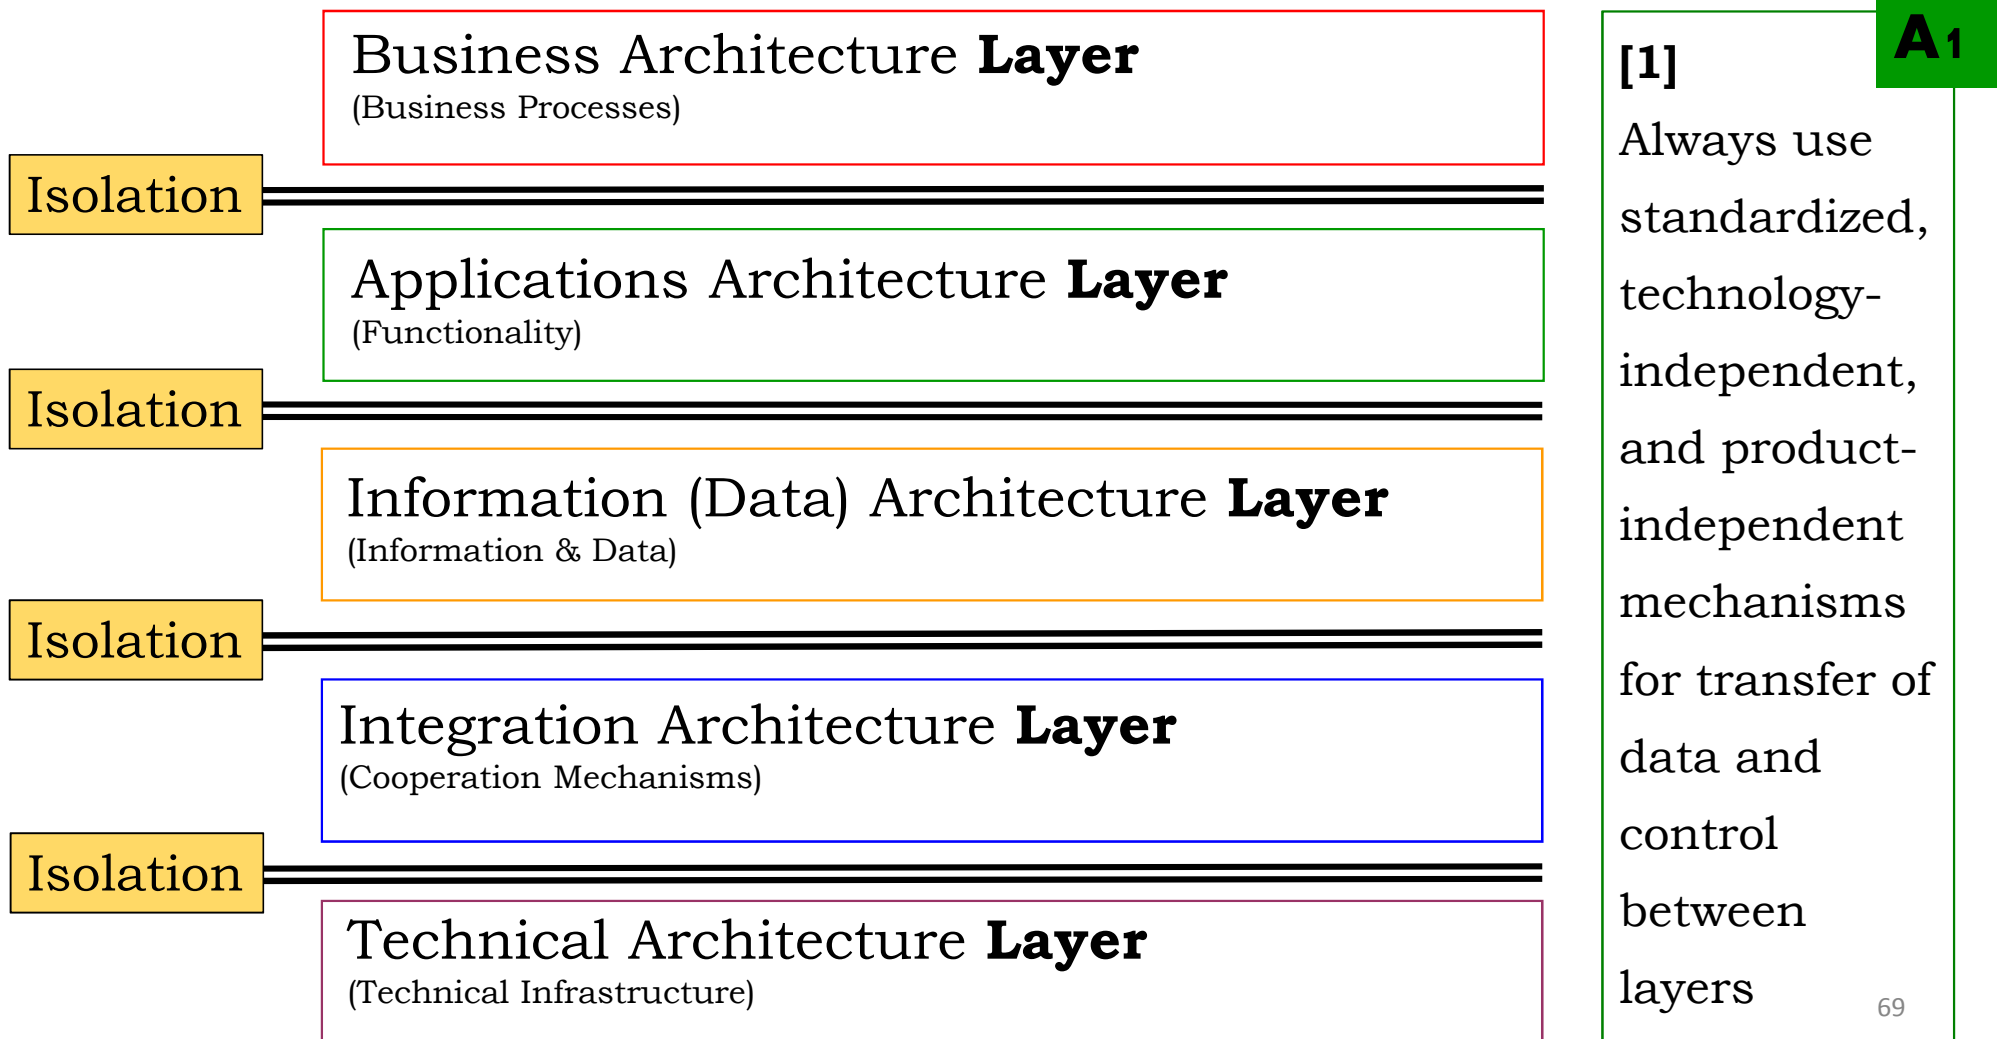 Business Architecture Layer
(Business Processes)
Isolation
Applications Architecture Layer
(Functionality)
Isolation
Information (Data) Architecture Layer
(Information & Data)
Isolation
Integration Architecture Layer
(Cooperation Mechanisms)
Isolation
Technical Architecture Layer
(Technical Infrastructure)
A1
[1]
Always use
standardized,
technology-
independent,
and product-
independent
mechanisms
for transfer of
data and
control
between
layers
69